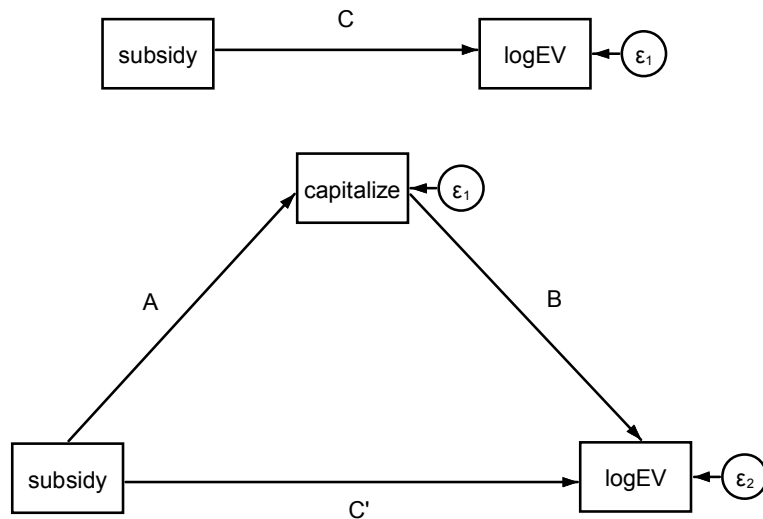 C
subsidy
logEV
ε1
capitalize
ε1
A
B
subsidy
logEV
ε2
C'